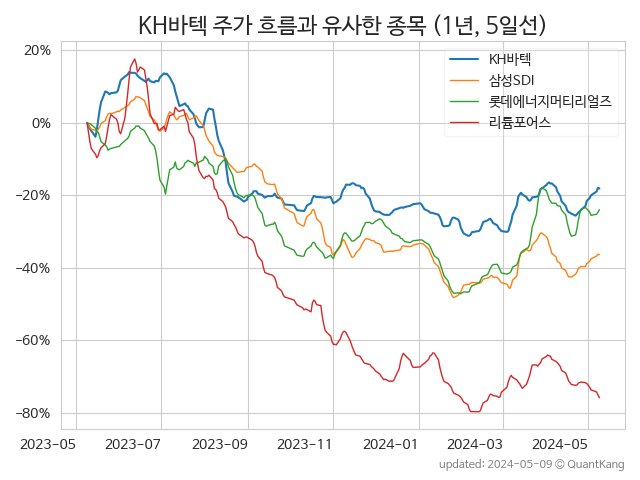 KH바텍 주가 흐름과 유사한 종목 (1년, 5일선)
KH바텍
삼성SDI
롯데에너지머티리얼즈
리튬포어스
20%
0%
−20%
−40%
−60%
−80%
2023-05 2023-07 2023-09 2023-11 2024-01 2024-03 2024-05
updated: 2024-05-09 © QuantKang